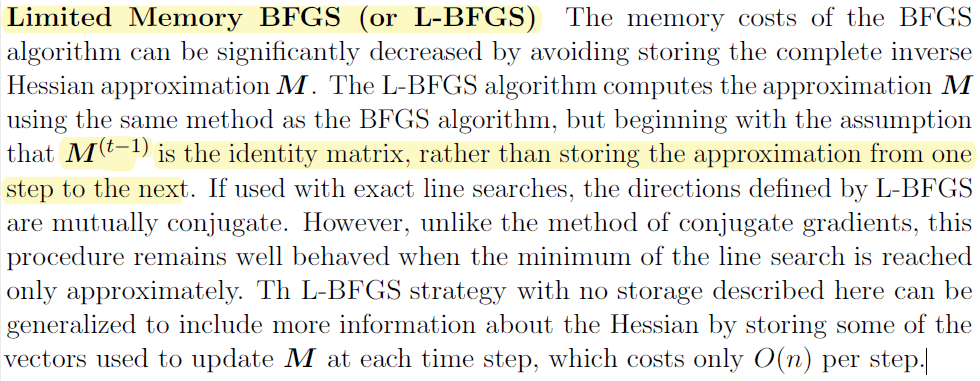 Limited Memory BFGS (or L-BFGS) The memory costs of the BFGS
algorithm can be significantly decreased by avoiding storing the complete inverse
Hessian approximation M. The L-BFGS algorithm computes the approximation M
using the same method as the BFGS algorithm, but beginning with the assumption
that M^(t−1) is the identity matrix, rather than storing the approximation from one
step to the next. If used with exact line searches, the directions defined by L-BFGS
are mutually conjugate. However, unlike the method of conjugate gradients, this
procedure remains well behaved when the minimum of the line search is reached
only approximately. Th L-BFGS strategy with no storage described here can be
generalized to include more information about the Hessian by storing some of the
vectors used to update M at each time step, which costs only O(n) per step.